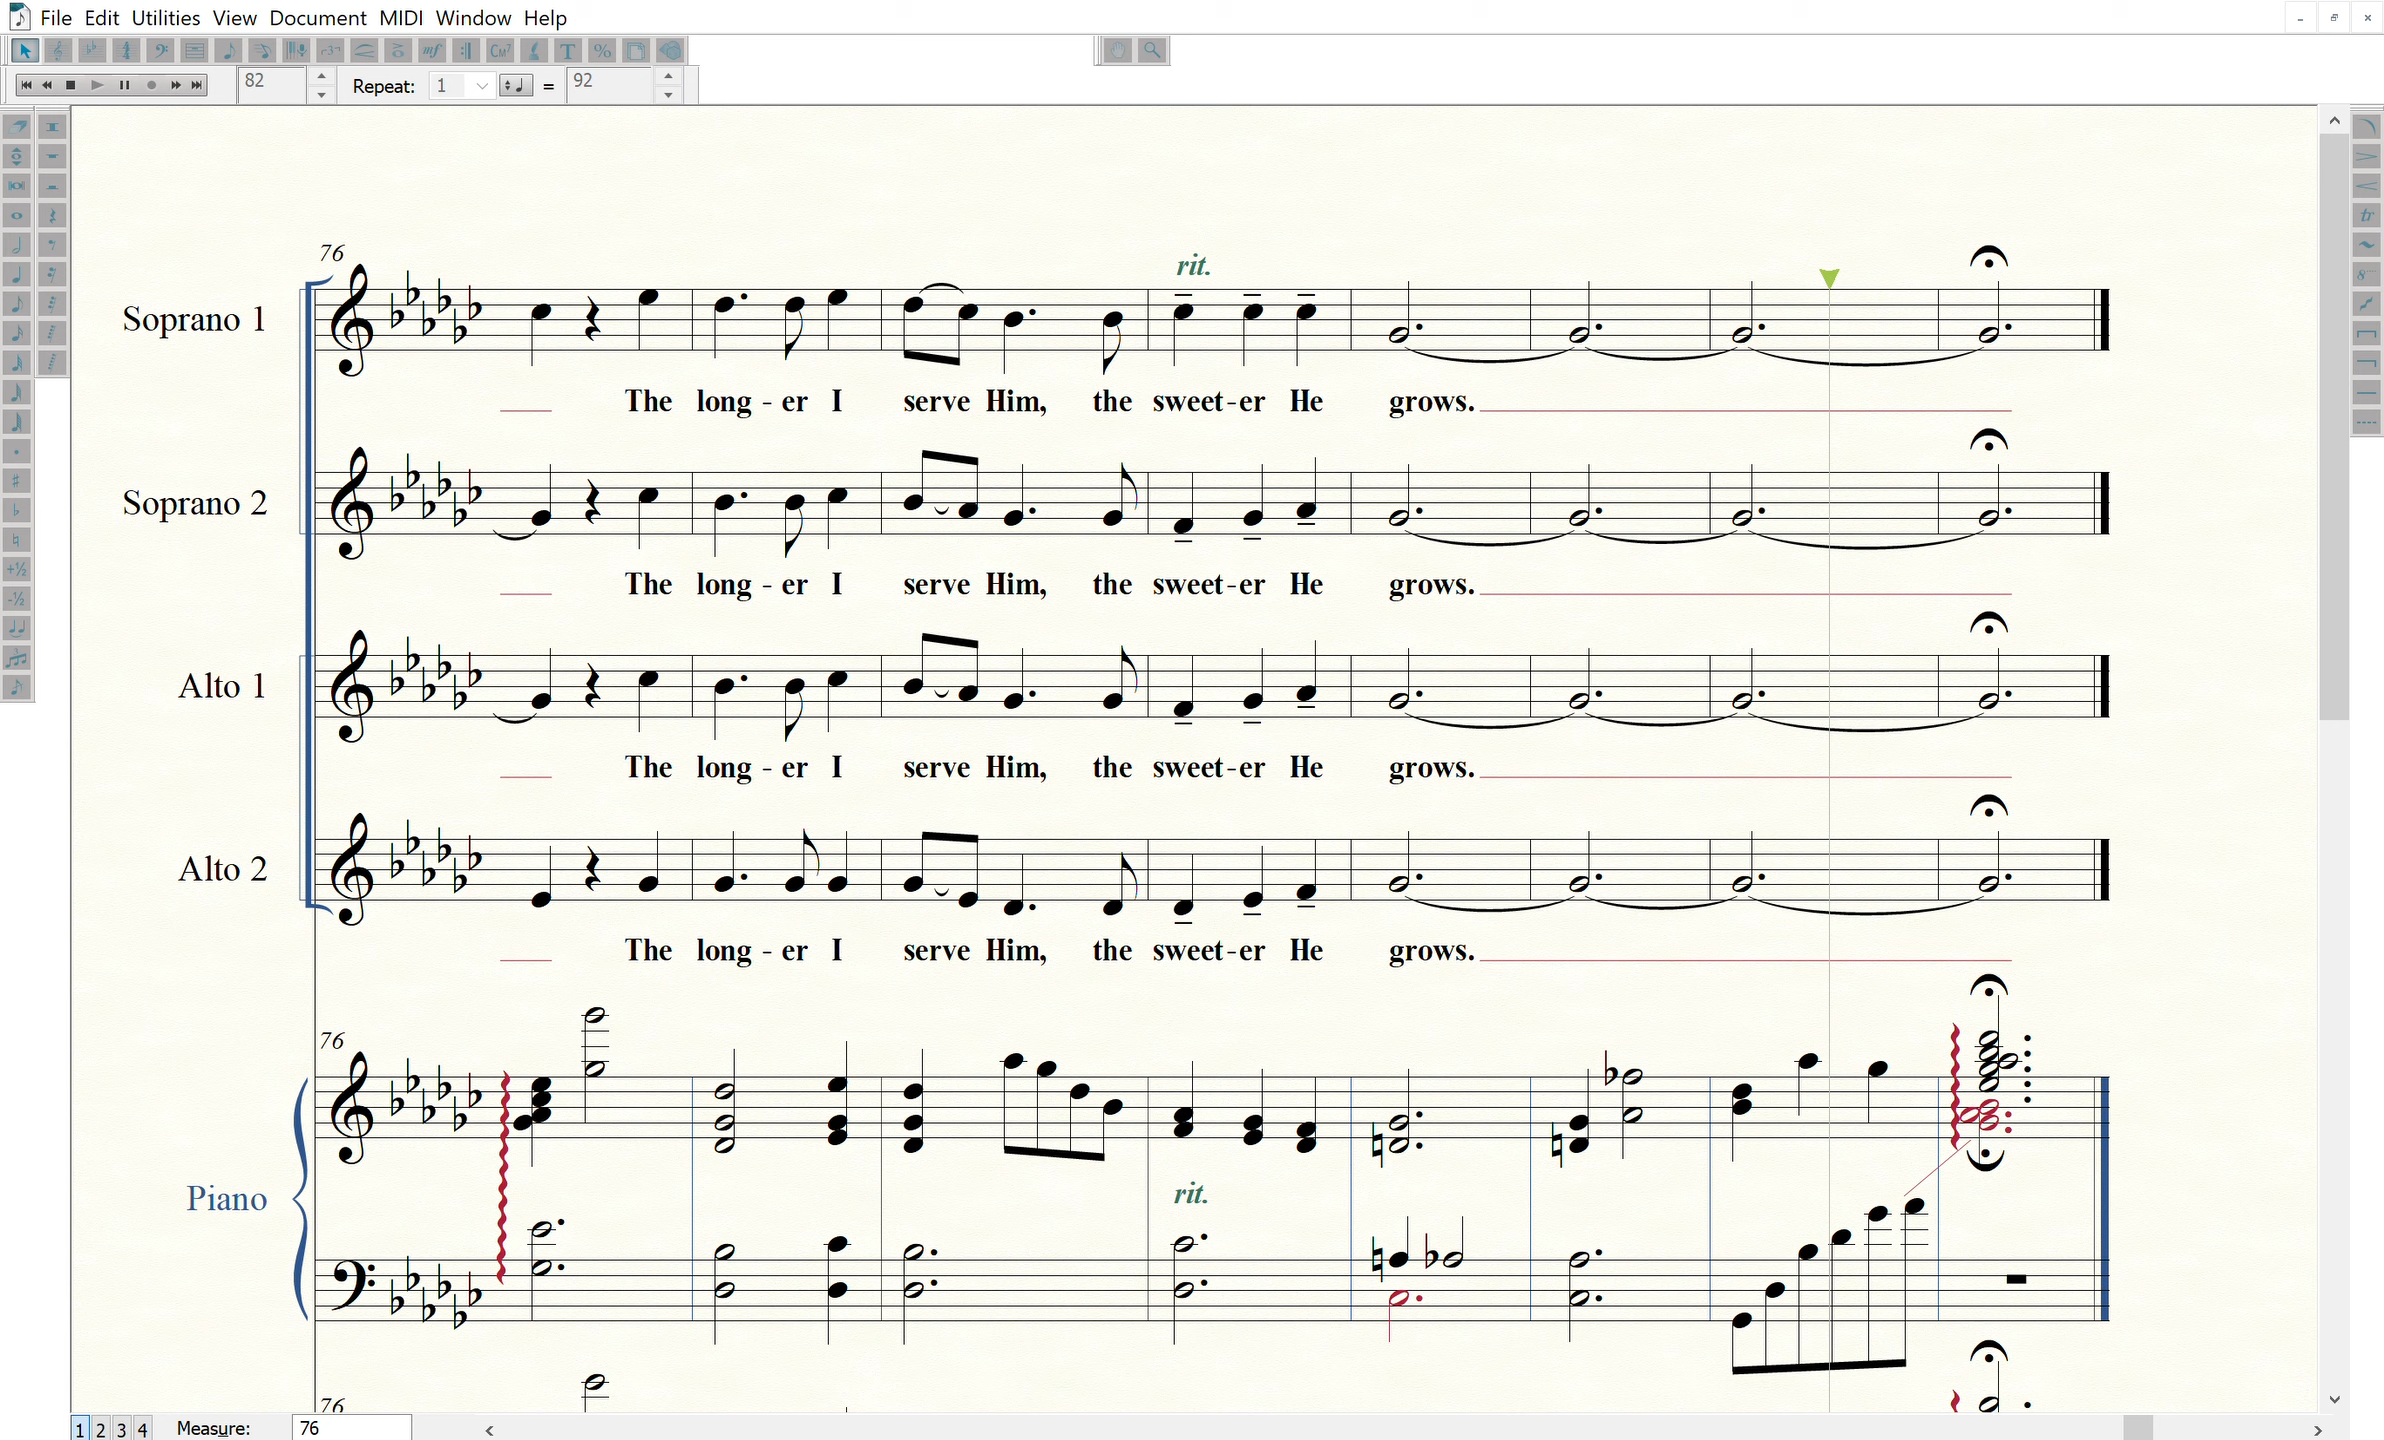 File Edit Utilities View Document MIDI Window Help
82 Repeat: 1 = 92
76
rit.
Soprano 1
The long - er I serve Him, the sweet-er He grows.
Soprano 2
The long - er I serve Him, the sweet-er He grows.
Alto 1
The long - er I serve Him, the sweet-er He grows.
Alto 2
The long - er I serve Him, the sweet-er He grows.
76
Piano
rit.
76
1 2 3 4 Measure: 76